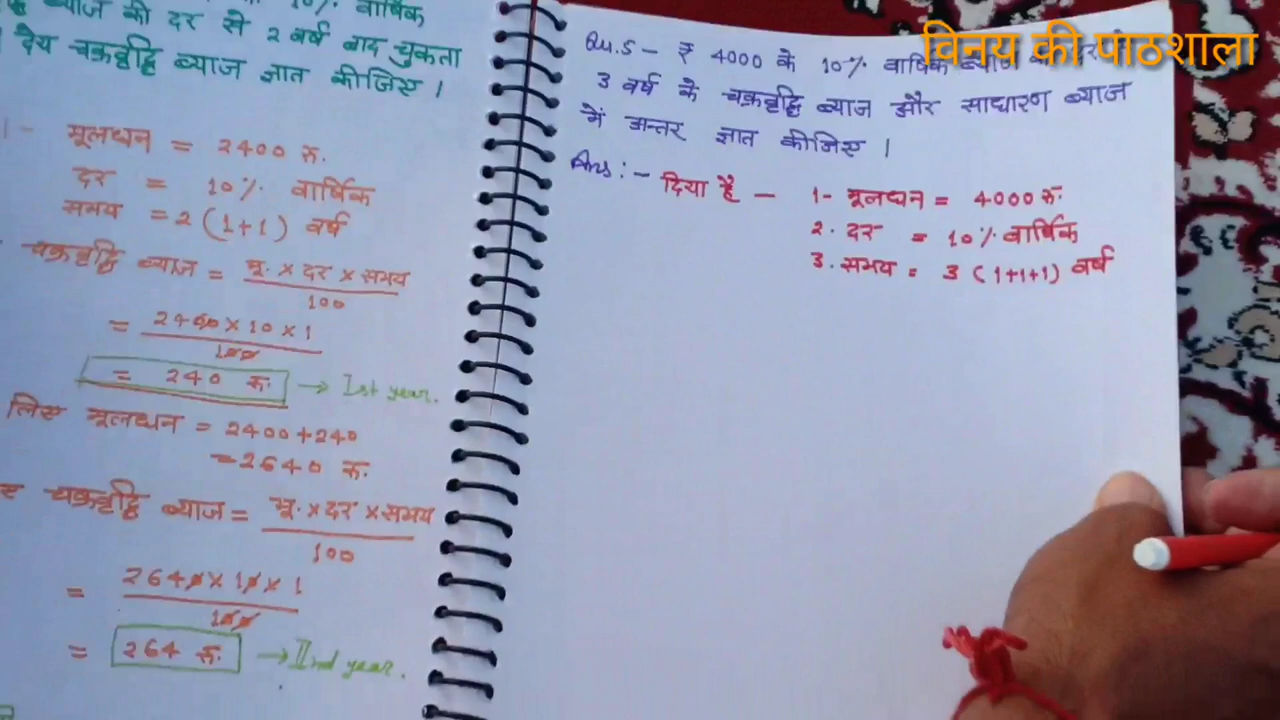 ब्याज की दर से 2 वर्ष बाद चुकता
देय चक्रवृद्धि ब्याज ज्ञात कीजिए ।
मूलधन = 2400 रु.
दर = 10% वार्षिक
समय = 2 (1+1) वर्ष
चक्रवृद्धि ब्याज = मू. × दर × समय
100
= 2400 × 10 × 1
100
= 240 रु. → Ist year.
लिए मूलधन = 2400+240
= 2640 रु.
चक्रवृद्धि ब्याज = मू. × दर × समय
100
= 2640 × 10 × 1
100
= 264 रु. → IInd year.
विनय की पाठशाला
Qu.5 – ₹ 4000 के 10% वार्षिक ब्याज
3 वर्ष के चक्रवृद्धि ब्याज और साधारण ब्याज
में अन्तर ज्ञात कीजिए ।
Ans :- दिया है – 1- मूलधन = 4000 रु.
2. दर = 10% वार्षिक
3. समय = 3 (1+1+1) वर्ष